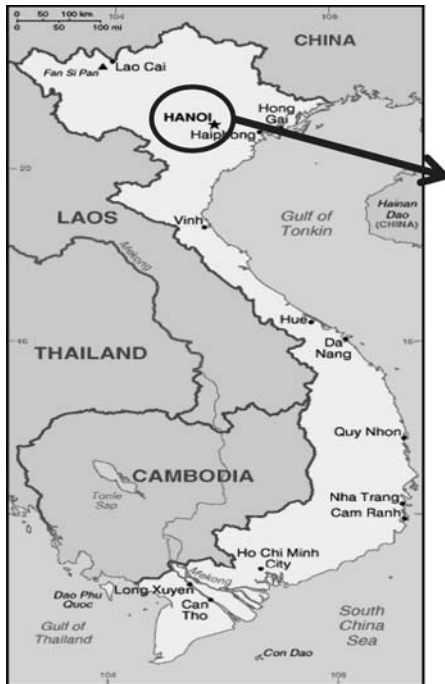 0 50 100 km
0 50 100 mi
104
108
CHINA
Fan Si Pan
Lao Cai
HANOI
Hong
Gai
Haiphong
20
Hainan
Dao
(CHINA)
LAOS
Gulf of
Tonkin
Vinh
Mekong
Hue
16
16
Da
Nang
THAILAND
Quy Nhon
CAMBODIA
Tonle
Sap
Nha Trang
Cam Ranh
Ho Chi Minh
City
Mekong
Dao Phu
Quoc
Long Xuyen
Can
Tho
South
China
Sea
Gulf of
Thailand
Con Dao
104